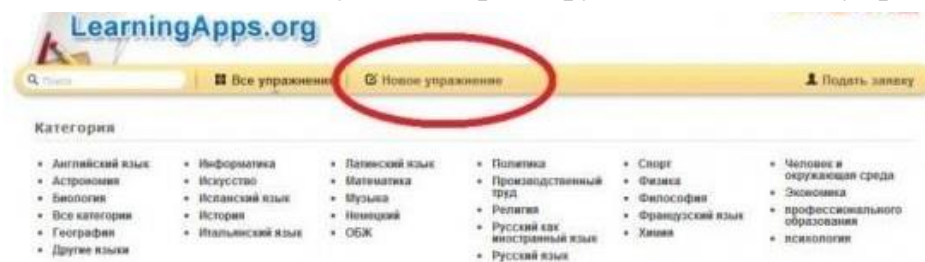 LearningApps.org
Поиск
Все упражнения
Новое упражнение
Подать заявку
Категория
Английский язык
Астрономия
Биология
Все категории
География
Другие языки
Информатика
Искусство
Испанский язык
История
Итальянский язык
Латинский язык
Математика
Музыка
Немецкий
ОБЖ
Политика
Производственный
труд
Религия
Русский как
иностранный язык
Русский язык
Спорт
Физика
Философия
Французский язык
Химия
Человек и
окружающая среда
Экономика
профессионального
образования
психология